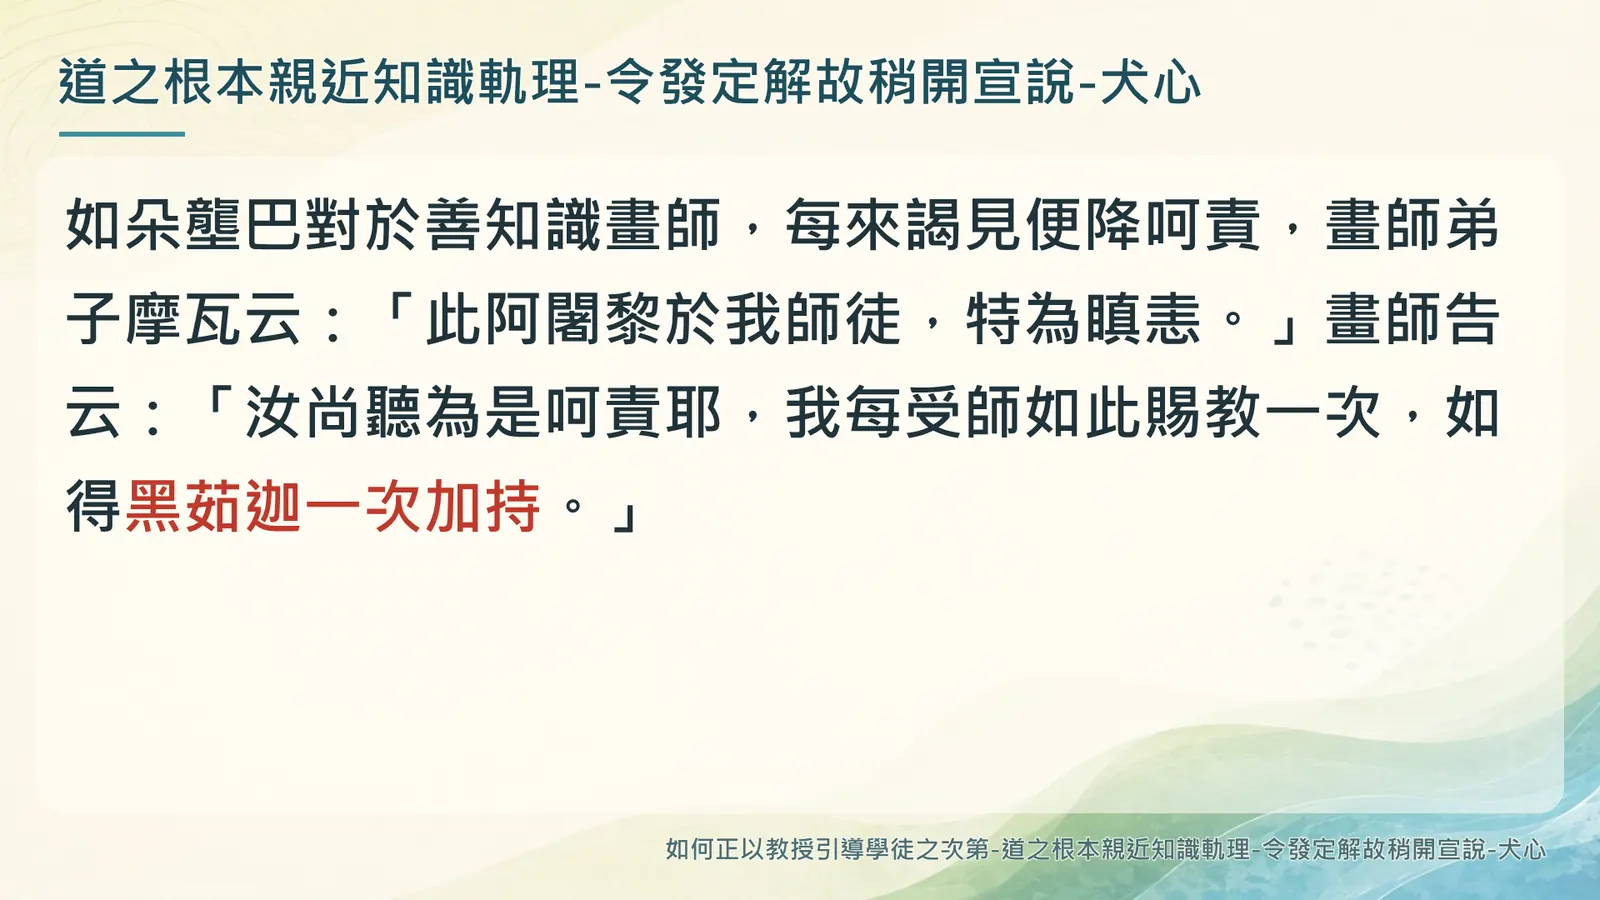 道之根本親近知識軌理-令發定解故稍開宣說-犬心
如朵壟巴對於善知識畫師，每來謁見便降呵責，畫師弟
子摩瓦云：「此阿闍黎於我師徒，特為瞋恚。」畫師告
云：「汝尚聽為是呵責耶，我每受師如此賜教一次，如
得黑茹迦一次加持。」
如何正以教授引導學徒之次第-道之根本親近知識軌理-令發定解故稍開宣說-犬心